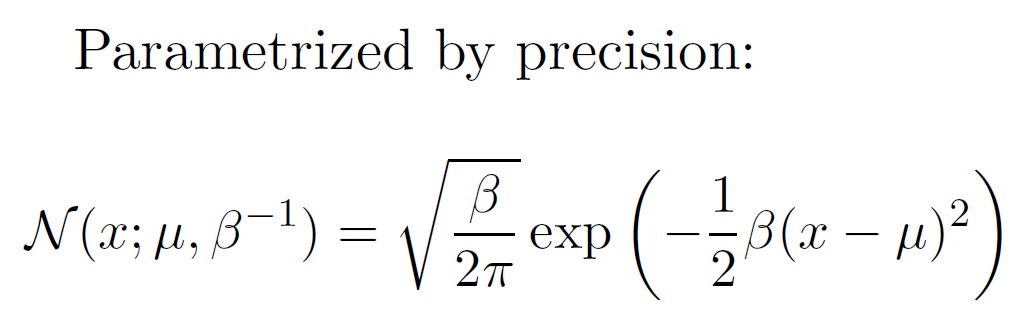 Parametrized by precision:
𝒩(x; μ, β⁻¹) = √(β/2π) exp(−½β(x − μ)²)